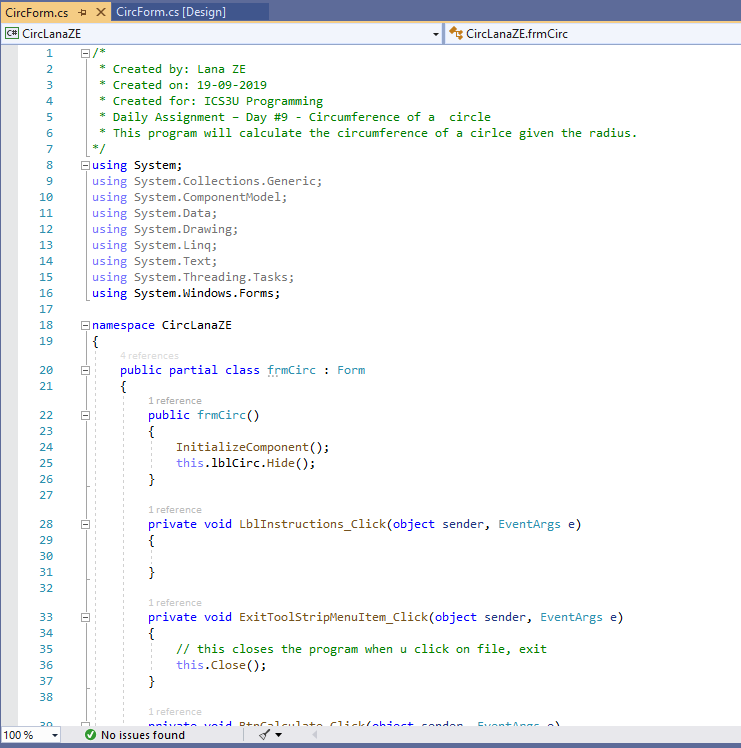 CircForm.cs CircForm.cs [Design]
C# CircLanaZE CircLanaZE.frmCirc
1 /*
2 * Created by: Lana ZE
3 * Created on: 19-09-2019
4 * Created for: ICS3U Programming
5 * Daily Assignment – Day #9 - Circumference of a  circle
6 * This program will calculate the circumference of a cirlce given the radius.
7 */
8 using System;
9 using System.Collections.Generic;
10 using System.ComponentModel;
11 using System.Data;
12 using System.Drawing;
13 using System.Linq;
14 using System.Text;
15 using System.Threading.Tasks;
16 using System.Windows.Forms;
17
18 namespace CircLanaZE
19 {
4 references
20 public partial class frmCirc : Form
21 {
1 reference
22 public frmCirc()
23 {
24 InitializeComponent();
25 this.lblCirc.Hide();
26 }
27
1 reference
28 private void LblInstructions_Click(object sender, EventArgs e)
29 {
30
31 }
32
1 reference
33 private void ExitToolStripMenuItem_Click(object sender, EventArgs e)
34 {
35 // this closes the program when u click on file, exit
36 this.Close();
37 }
38
1 reference
39 private void BtnCalculate_Click(object sender, EventArgs e)
100 % No issues found